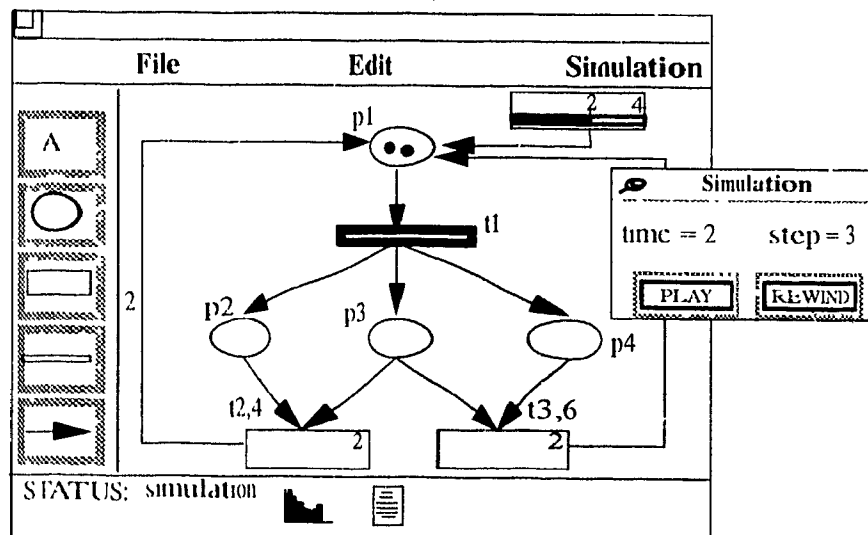 File Edit Simulation
2 4
p1
A
Simulation
t1
time = 2 step = 3
PLAY REWIND
2
p2 p3 p4
t2,4 t3,6
2 2
STATUS: simulation